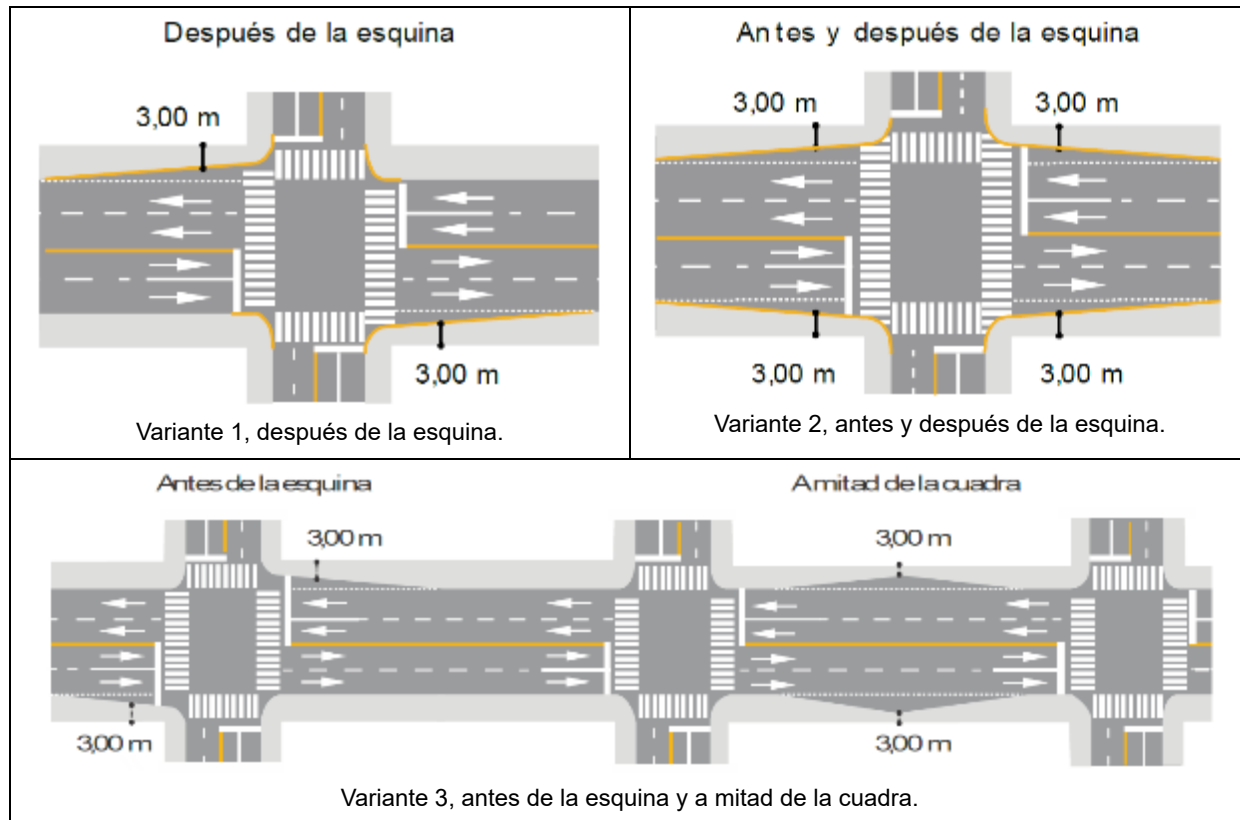 Después de la esquina
3,00 m
3,00 m
Variante 1, después de la esquina.
Antes y después de la esquina
3,00 m 3,00 m
3,00 m 3,00 m
Variante 2, antes y después de la esquina.
Antes de la esquina A mitad de la cuadra
3,00 m 3,00 m
3,00 m 3,00 m
Variante 3, antes de la esquina y a mitad de la cuadra.